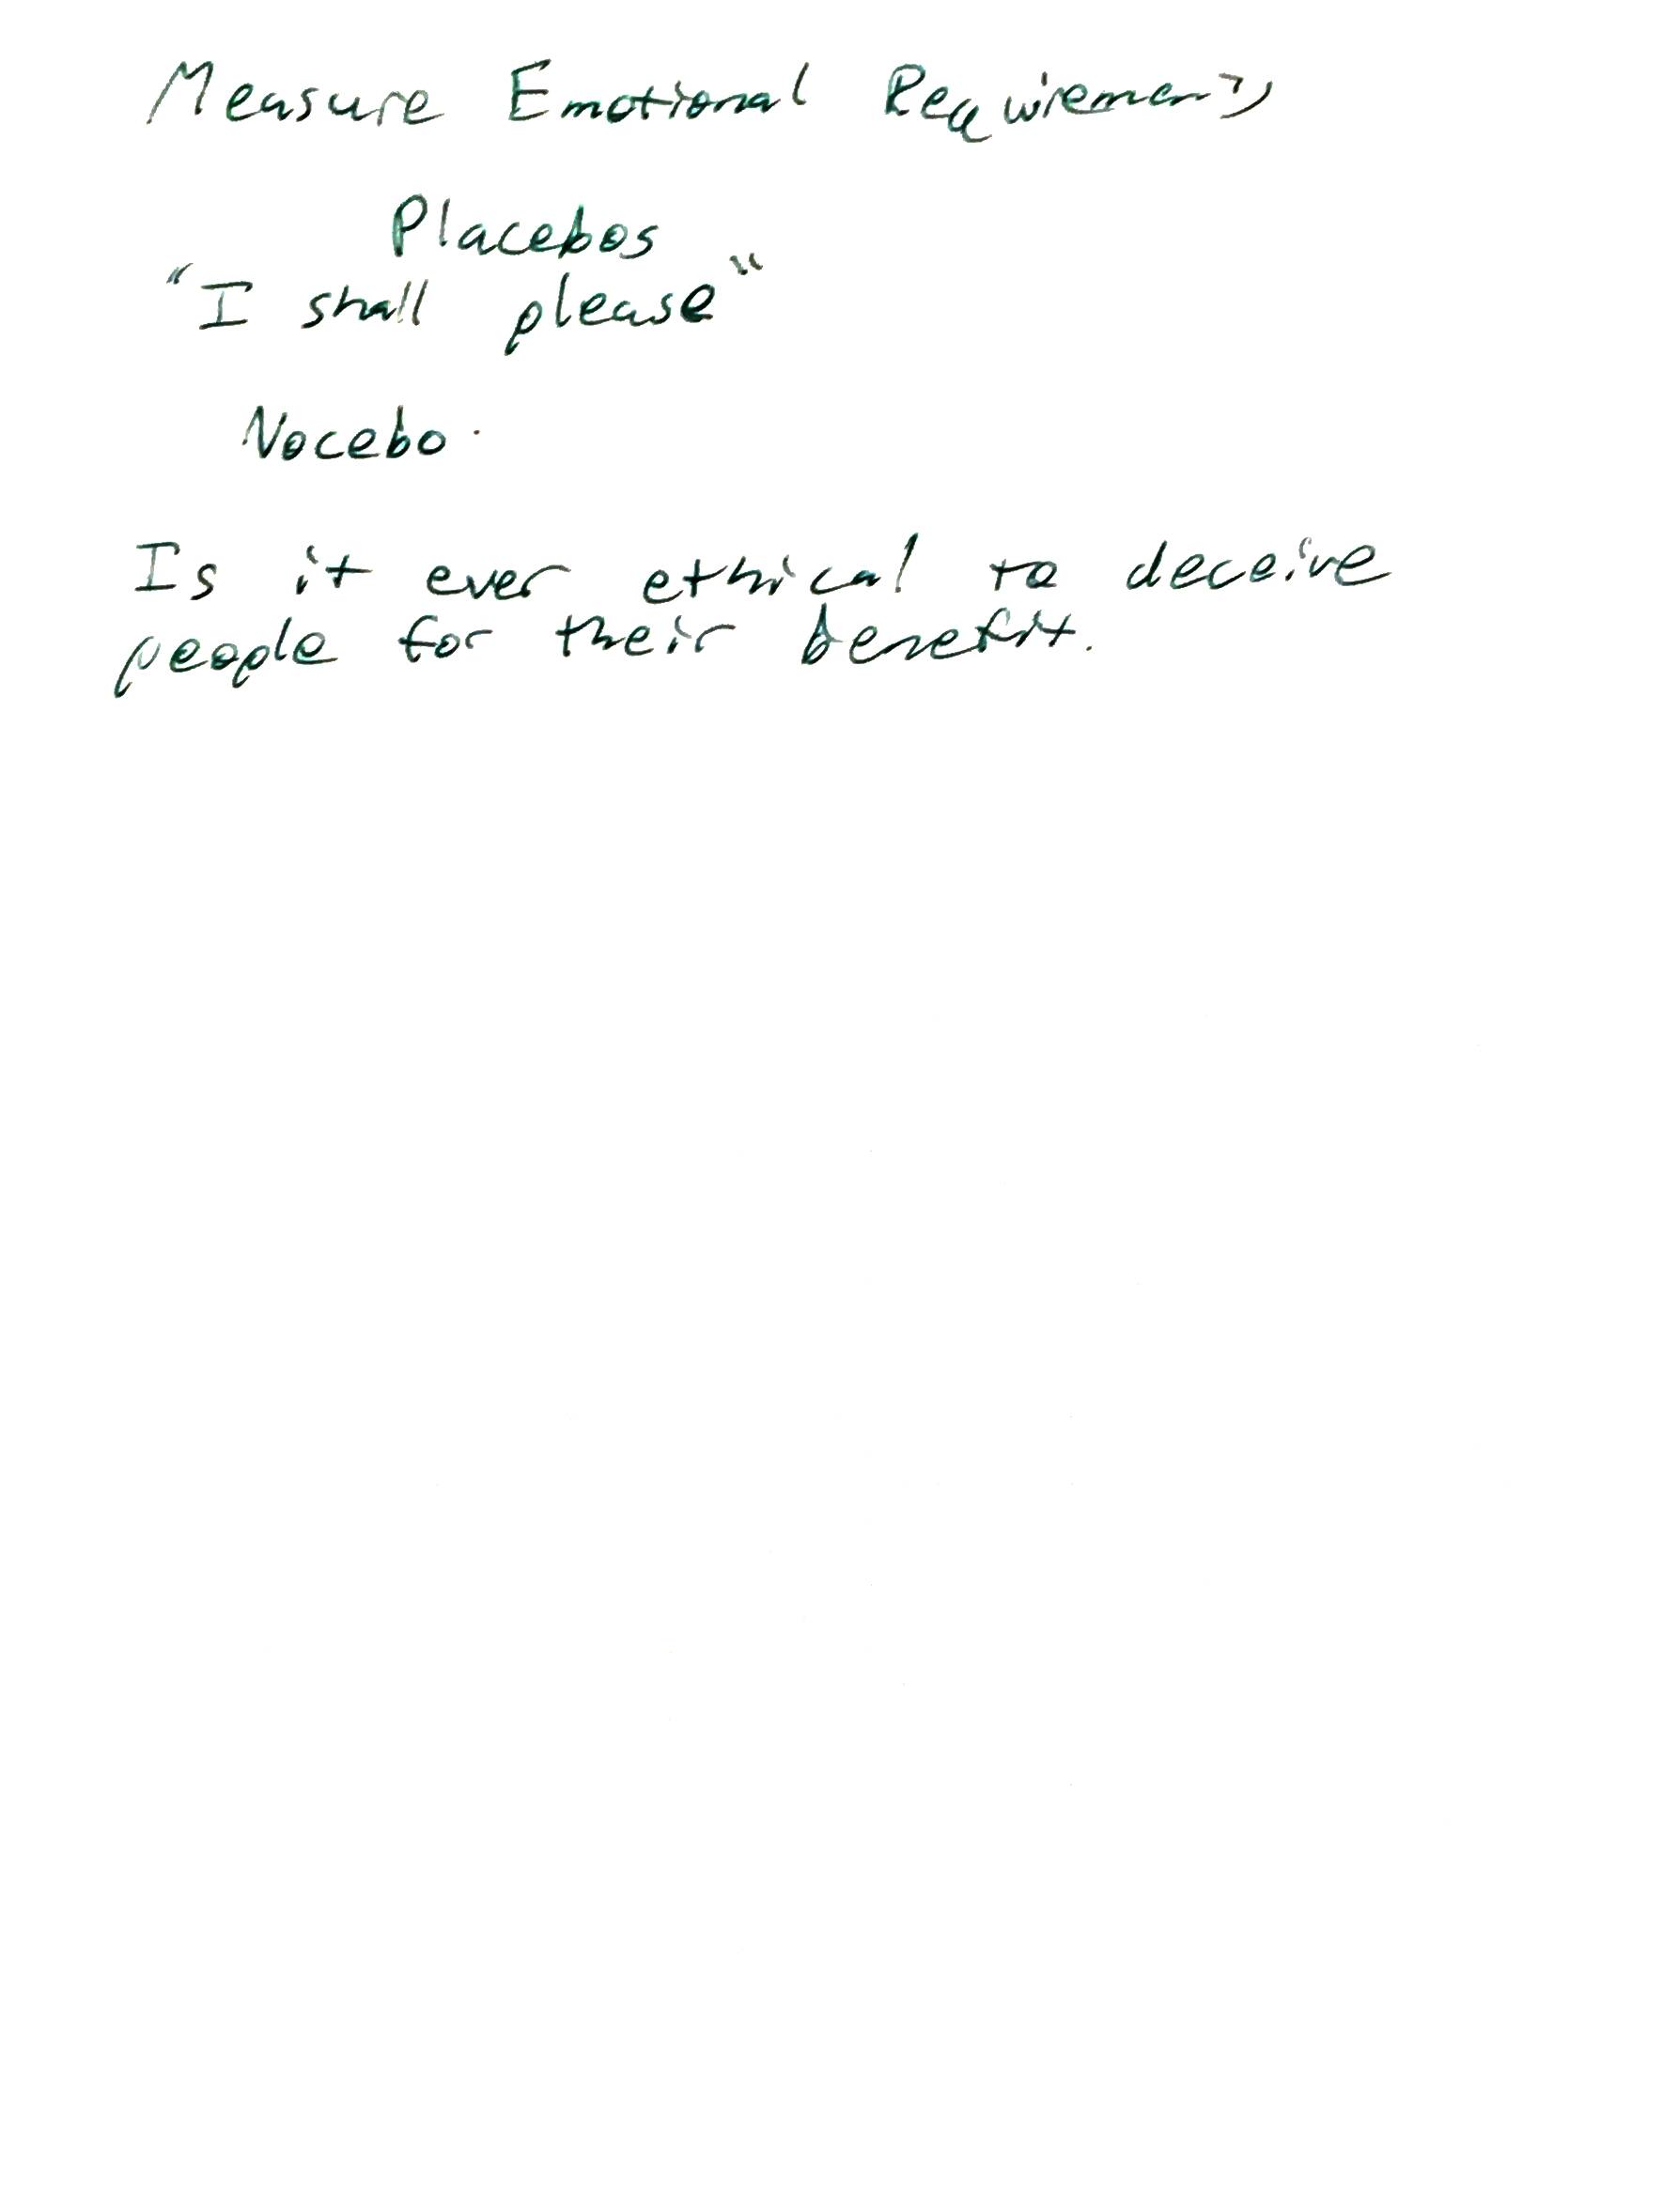 Measure Emotional Requirements
Placebos
"I shall please"
Nocebo.
Is it ever ethical to deceive
people for their benefit.